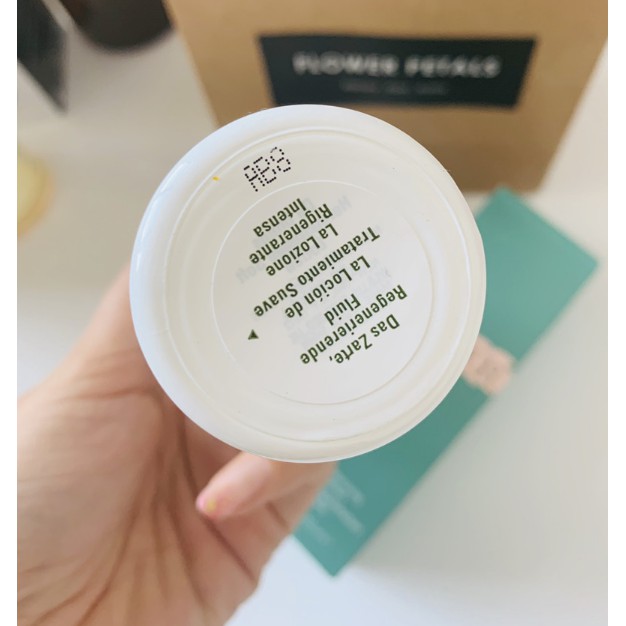 FLOWER PETALS
AB8
Das Zarte,
Regenerierende
Fluid
La Loción de
Tratamiento Suave
La Lozione
Rigenerante
Intensa